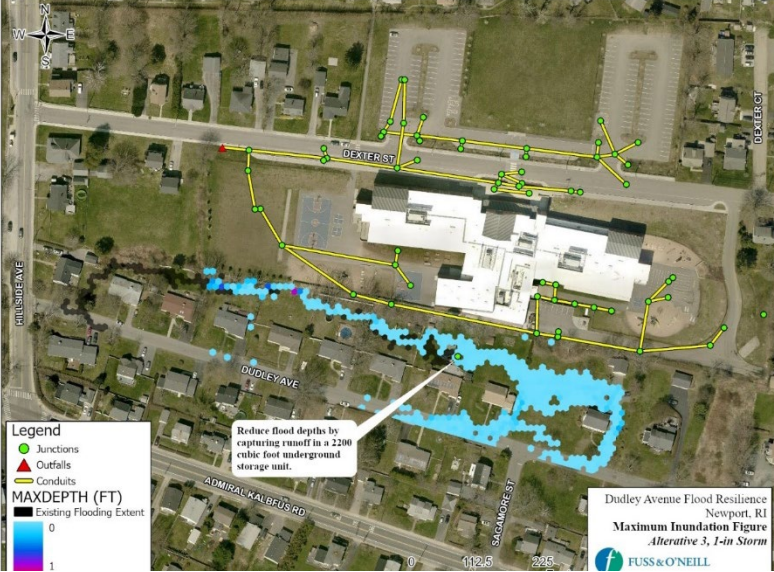 N
W E
S
DEXTER ST
DEXTER CT
HILLSIDE AVE
DUDLEY AVE
Reduce flood depths by
capturing runoff in a 2200
cubic foot underground
storage unit.
ADMIRAL KALBFUS RD
SAGAMORE ST
Legend
Junctions
Outfalls
Conduits
MAXDEPTH (FT)
Existing Flooding Extent
0
1
0 112.5 225
Dudley Avenue Flood Resilience
Newport, RI
Maximum Inundation Figure
Alterative 3, 1-in Storm
FUSS & O'NEILL